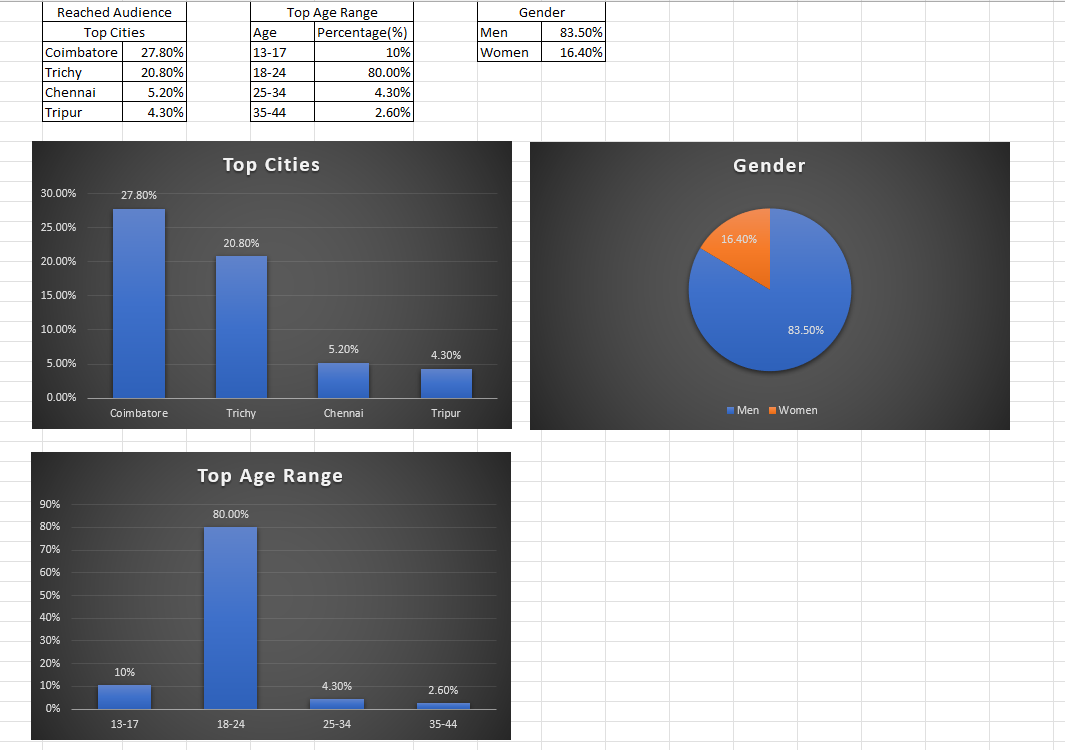 Reached Audience
Top Cities
Coimbatore 27.80%
Trichy 20.80%
Chennai 5.20%
Tripur 4.30%
Top Age Range
Age Percentage(%)
13-17 10%
18-24 80.00%
25-34 4.30%
35-44 2.60%
Gender
Men 83.50%
Women 16.40%
Top Cities
30.00%
25.00%
20.00%
15.00%
10.00%
5.00%
0.00%
27.80%
20.80%
5.20%
4.30%
Coimbatore Trichy Chennai Tripur
Gender
16.40%
83.50%
Men Women
Top Age Range
90%
80%
70%
60%
50%
40%
30%
20%
10%
0%
10%
80.00%
4.30%
2.60%
13-17 18-24 25-34 35-44